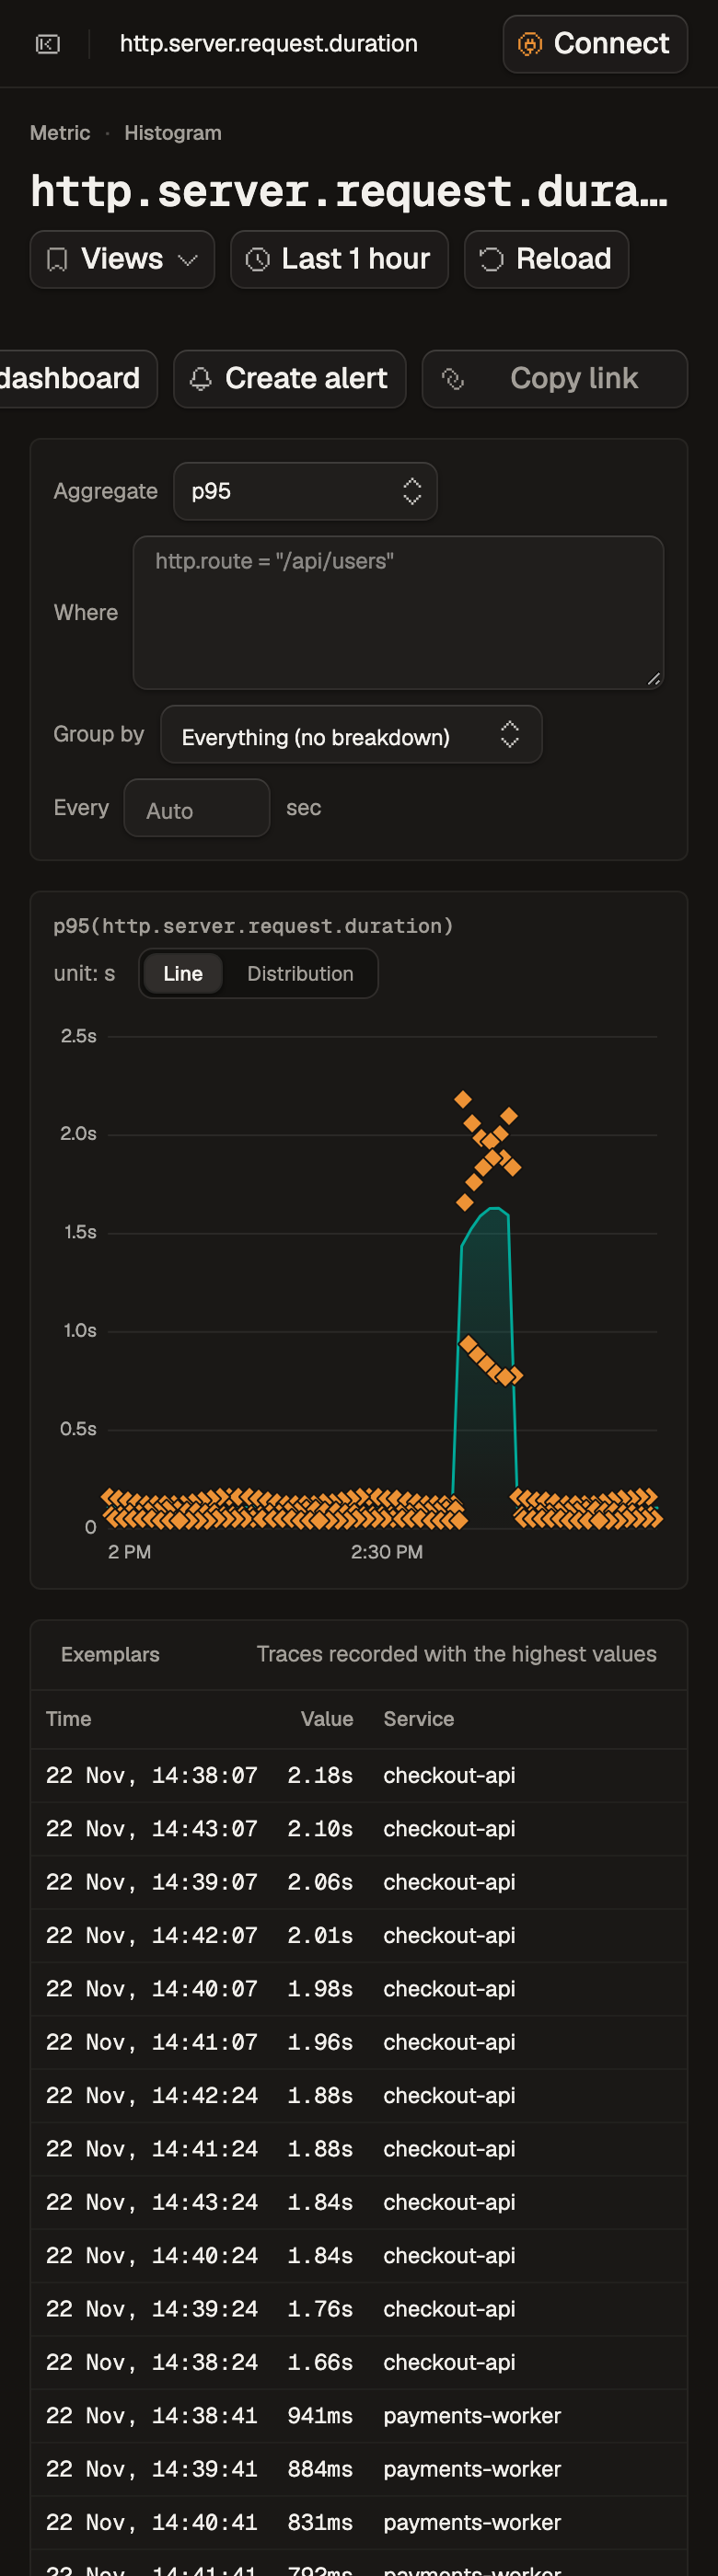 http.server.request.duration
Connect
Metric · Histogram
http.server.request.dura…
Views
Last 1 hour
Reload
dashboard
Create alert
Copy link
Aggregate
p95
Where
http.route = "/api/users"
Group by
Everything (no breakdown)
Every
Auto
sec
p95(http.server.request.duration)
unit: s
Line
Distribution
2.5s
2.0s
1.5s
1.0s
0.5s
0
2 PM
2:30 PM
Exemplars
Traces recorded with the highest values
Time Value Service
22 Nov, 14:38:07 2.18s checkout-api
22 Nov, 14:43:07 2.10s checkout-api
22 Nov, 14:39:07 2.06s checkout-api
22 Nov, 14:42:07 2.01s checkout-api
22 Nov, 14:40:07 1.98s checkout-api
22 Nov, 14:41:07 1.96s checkout-api
22 Nov, 14:42:24 1.88s checkout-api
22 Nov, 14:41:24 1.88s checkout-api
22 Nov, 14:43:24 1.84s checkout-api
22 Nov, 14:40:24 1.84s checkout-api
22 Nov, 14:39:24 1.76s checkout-api
22 Nov, 14:38:24 1.66s checkout-api
22 Nov, 14:38:41 941ms payments-worker
22 Nov, 14:39:41 884ms payments-worker
22 Nov, 14:40:41 831ms payments-worker
22 Nov, 14:41:41 792ms payments-worker